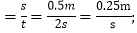 = s/t = 0.5m/2s = 0.25m/s;